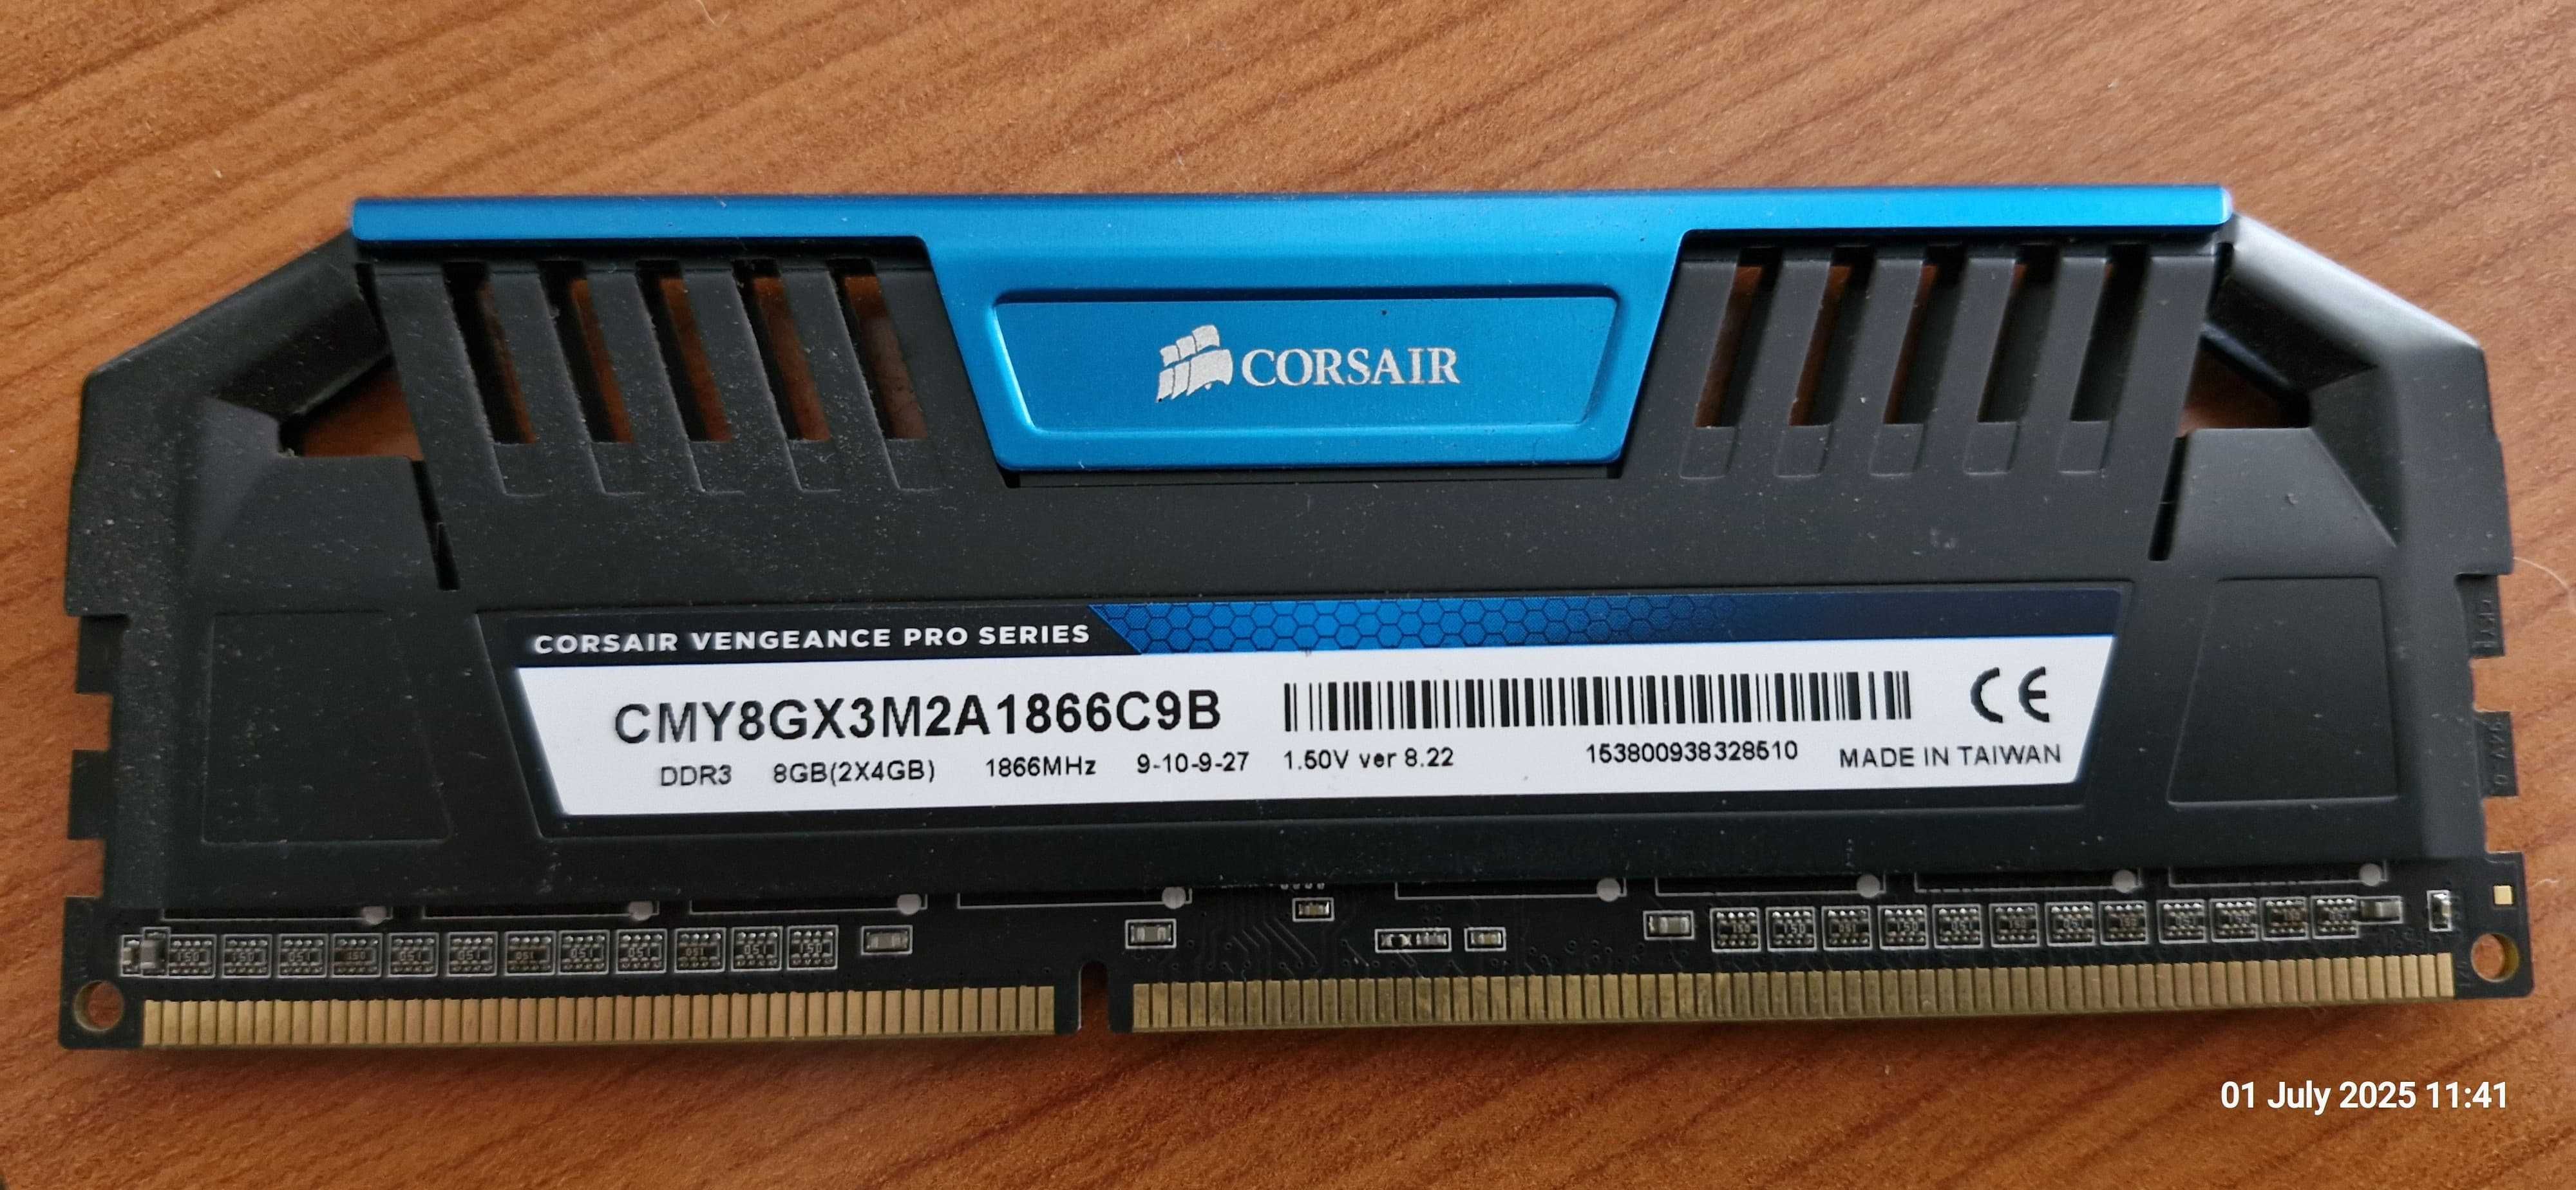 CORSAIR
CORSAIR VENGEANCE PRO SERIES
CMY8GX3M2A1866C9B
DDR3 8GB(2X4GB) 1866MHz 9-10-9-27 1.50V ver 8.22 153800938328510 MADE IN TAIWAN
CE
01 July 2025 11:41